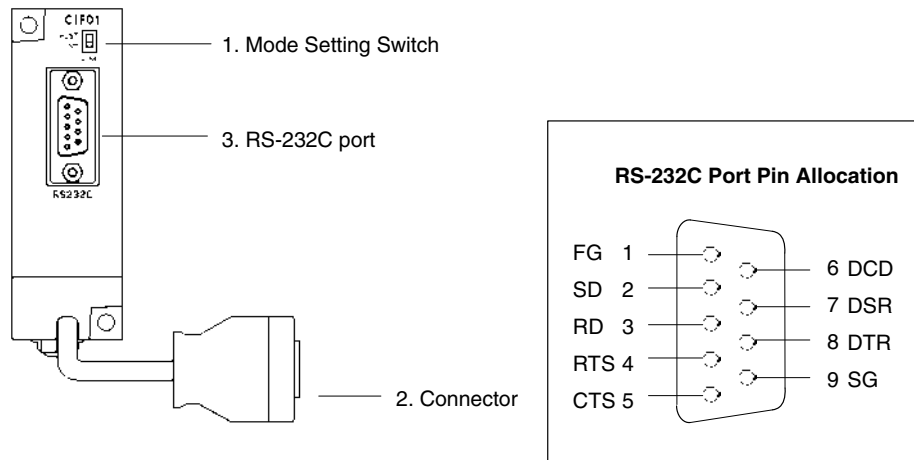 CIF01
1. Mode Setting Switch
3. RS-232C port
RS232C
2. Connector
RS-232C Port Pin Allocation
FG 1
SD 2
RD 3
RTS 4
CTS 5
6 DCD
7 DSR
8 DTR
9 SG